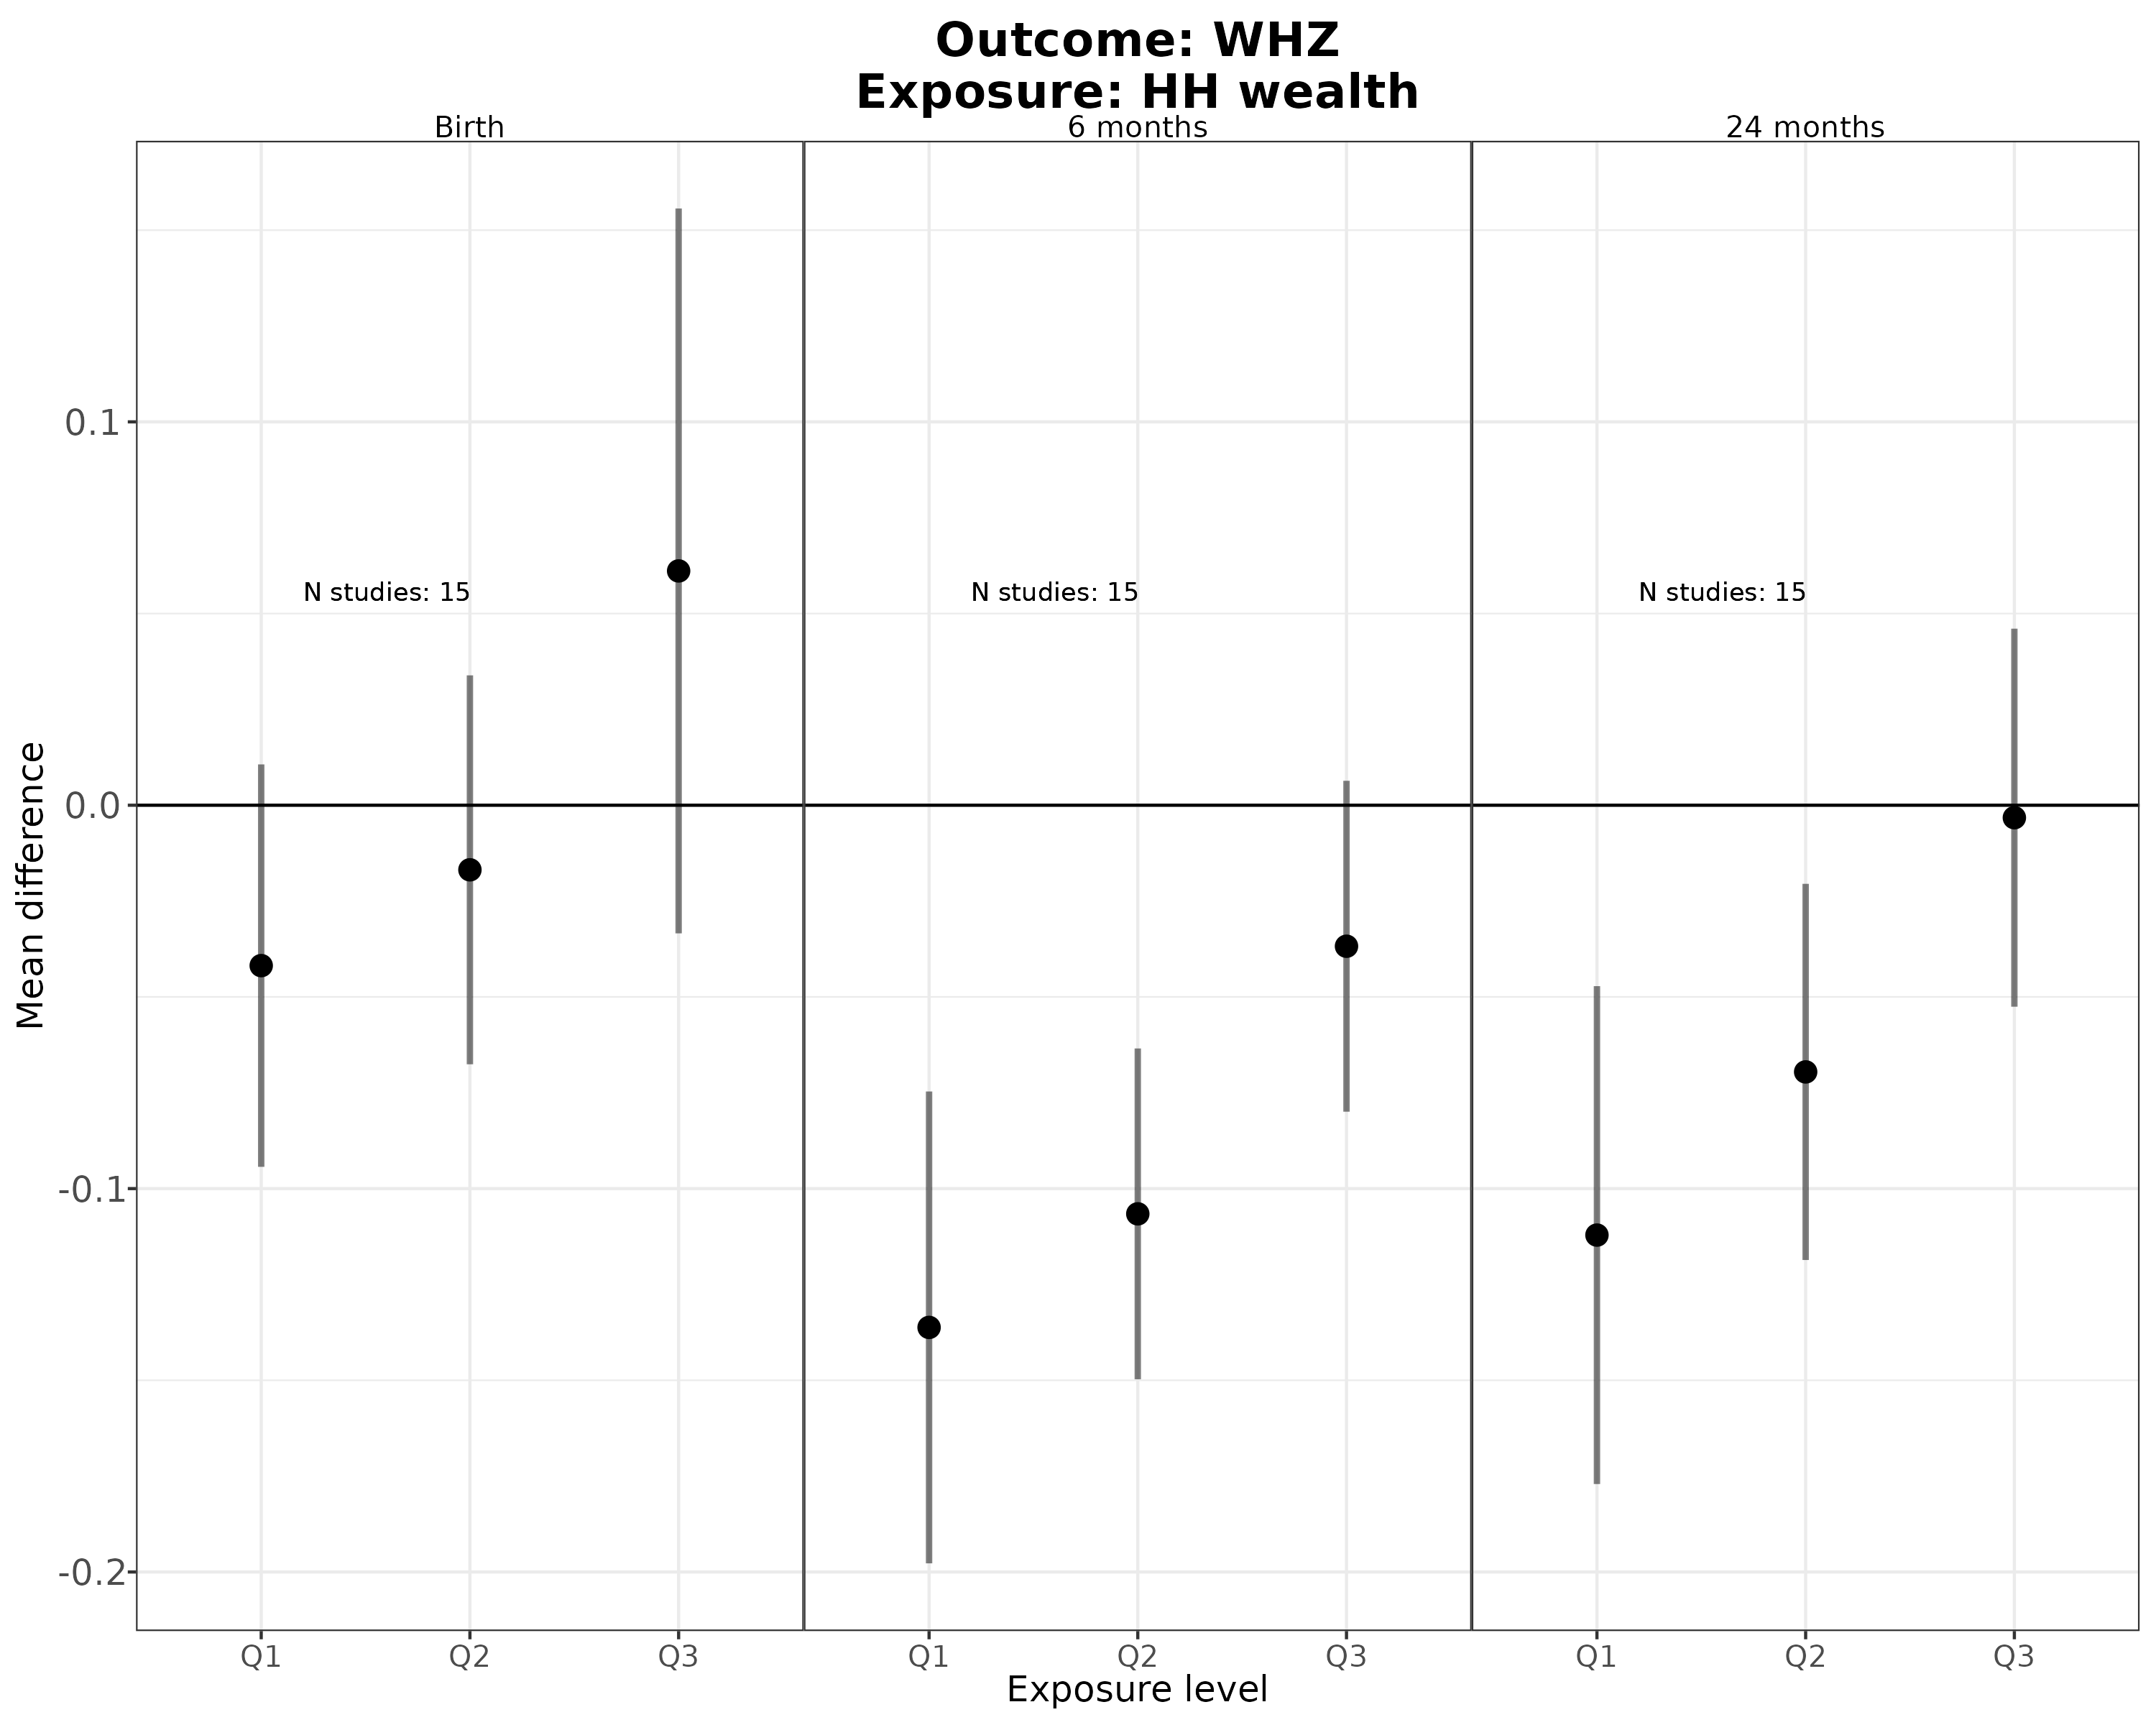 Outcome: WHZ
Exposure: HH wealth
Birth
6 months
24 months
0.1
0.0
-0.1
-0.2
Mean difference
N studies: 15
N studies: 15
N studies: 15
Q1
Q2
Q3
Q1
Q2
Q3
Q1
Q2
Q3
Exposure level